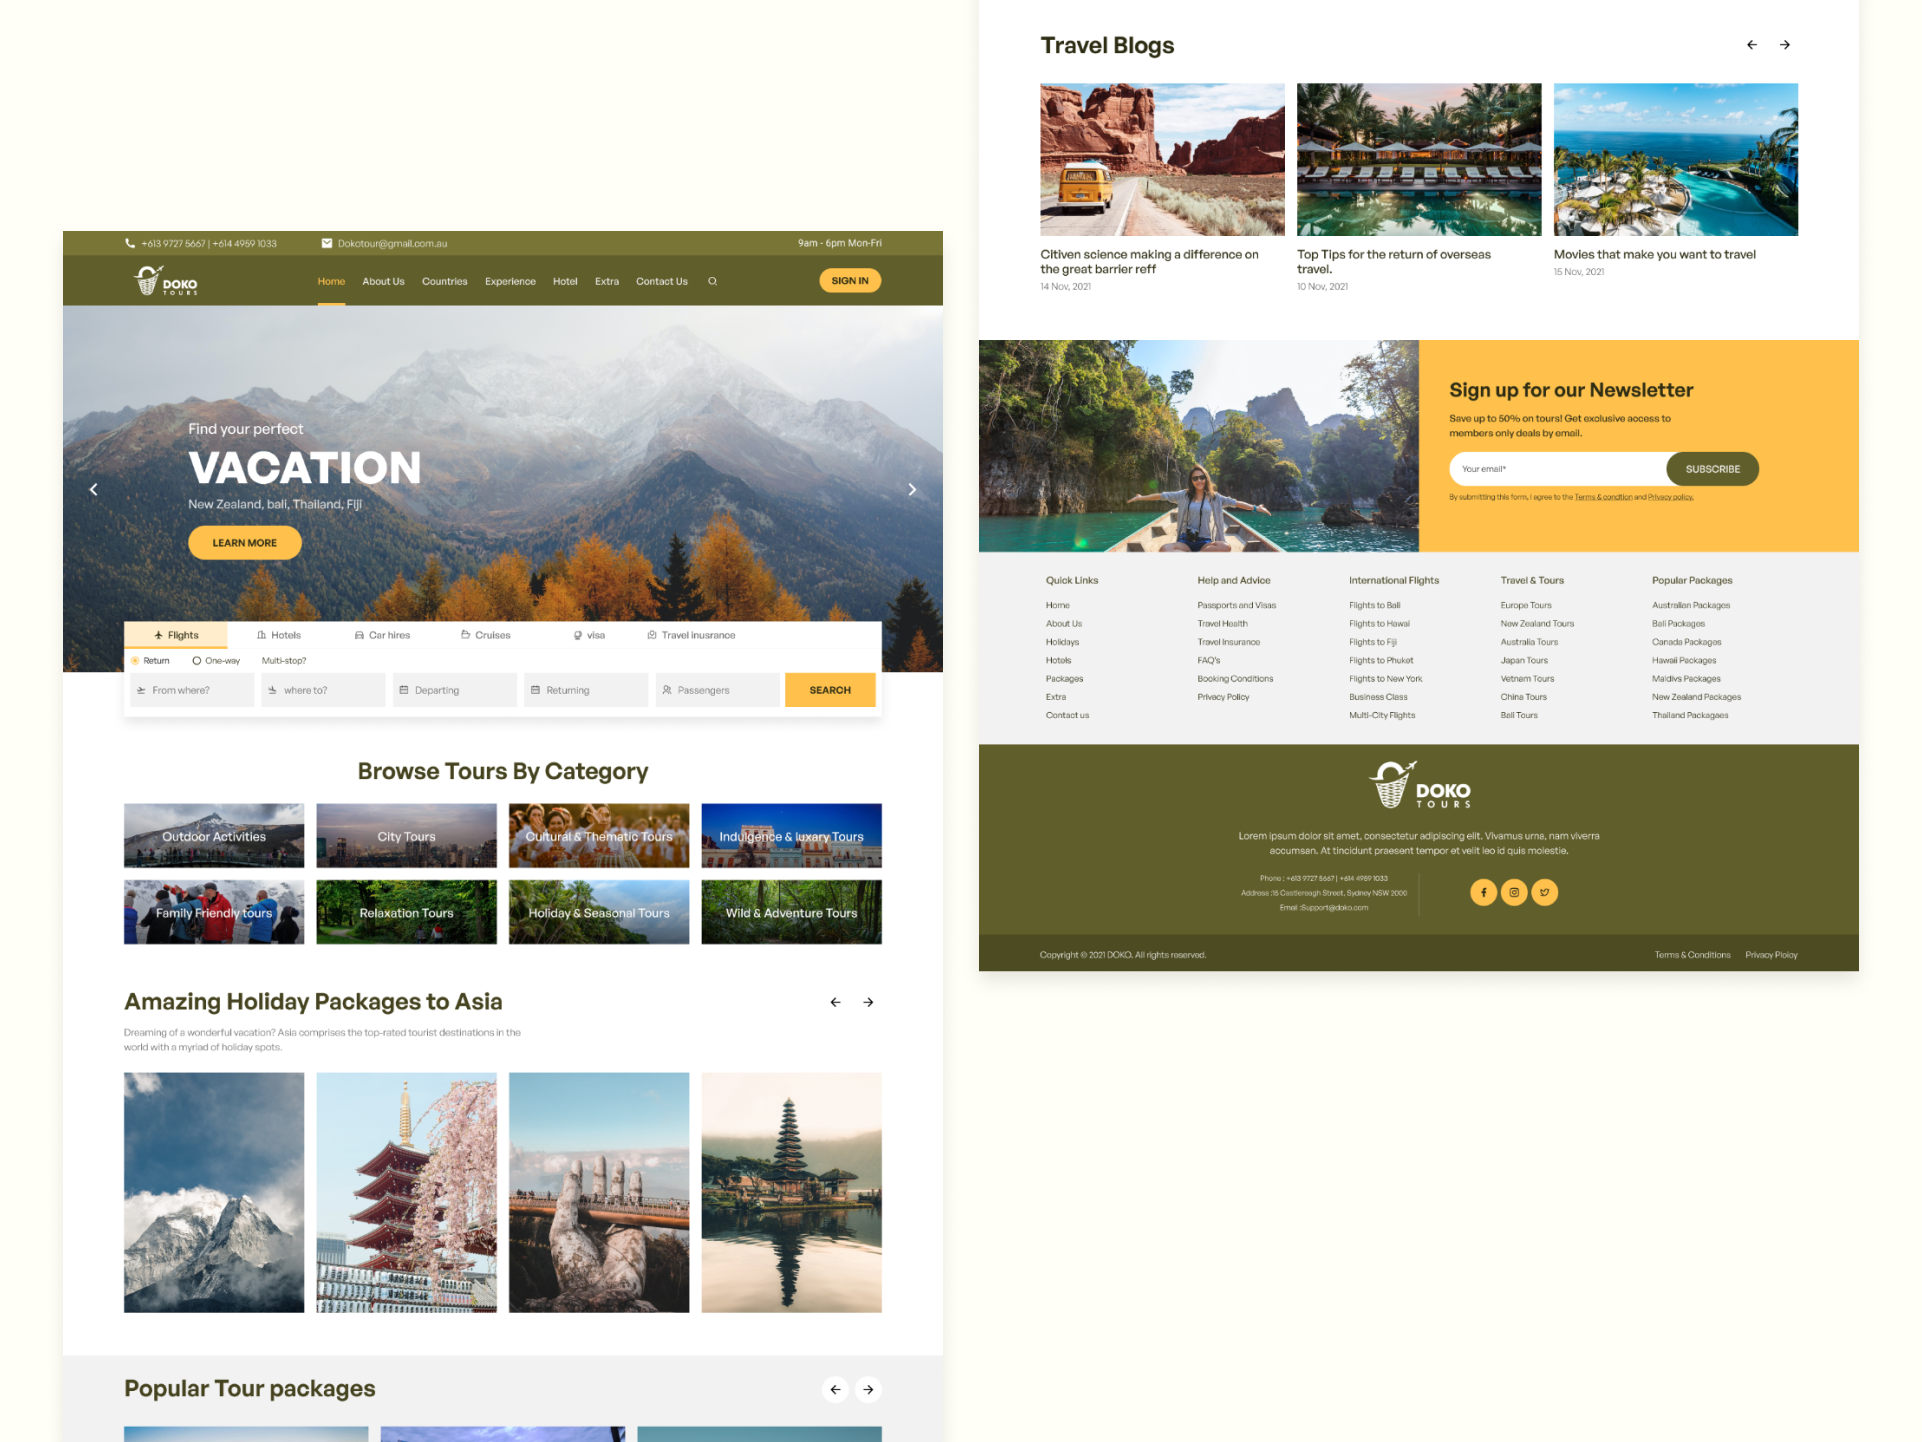 +613 9727 5667 | +614 4959 1033
Dokotour@gmail.com.au
9am - 6pm Mon-Fri
DOKO
TOURS
Home
About Us
Countries
Experience
Hotel
Extra
Contact Us
SIGN IN
Find your perfect
VACATION
New Zealand, bali, Thailand, Fiji
LEARN MORE
Flights
Hotels
Car hires
Cruises
visa
Travel inusrance
Return
One-way
Multi-stop?
From where?
where to?
Departing
Returning
Passengers
SEARCH
Browse Tours By Category
Outdoor Activities
City Tours
Cultural & Thematic Tours
Indulgence & luxary Tours
Family Friendly tours
Relaxation Tours
Holiday & Seasonal Tours
Wild & Adventure Tours
Amazing Holiday Packages to Asia
Dreaming of a wonderful vacation? Asia comprises the top-rated tourist destinations in the
world with a myriad of holiday spots.
Popular Tour packages
Travel Blogs
Citiven science making a difference on
the great barrier reff
14 Nov, 2021
Top Tips for the return of overseas
travel.
10 Nov, 2021
Movies that make you want to travel
15 Nov, 2021
Sign up for our Newsletter
Save up to 50% on tours! Get exclusive access to
members only deals by email.
Your email*
SUBSCRIBE
By submitting this form, I agree to the Terms & condtion and Privacy policy.
Quick Links
Home
About Us
Holidays
Hotels
Packages
Extra
Contact us
Help and Advice
Passports and Visas
Travel Health
Travel Insurance
FAQ's
Booking Conditions
Privacy Policy
International Flights
Flights to Bali
Flights to Hawai
Flights to Fiji
Flights to Phuket
Flights to New York
Business Class
Multi-City Flights
Travel & Tours
Europe Tours
New Zealand Tours
Australia Tours
Japan Tours
Vetnam Tours
China Tours
Bali Tours
Popular Packages
Australian Packages
Bali Packages
Canada Packages
Hawaii Packages
Maldivs Packages
New Zealand Packages
Thailand Packagaes
DOKO
TOURS
Lorem ipsum dolor sit amet, consectetur adipiscing elit. Vivamus urna, nam viverra
accumsan. At tincidunt praesent tempor et velit leo id quis molestie.
Phone : +613 9727 5667 | +614 4959 1033
Address :15 Castlereagh Street, Sydney NSW 2000
Email :Support@doko.com
Copyright © 2021 DOKO. All rights reserved.
Terms & Conditions
Privacy Ploicy